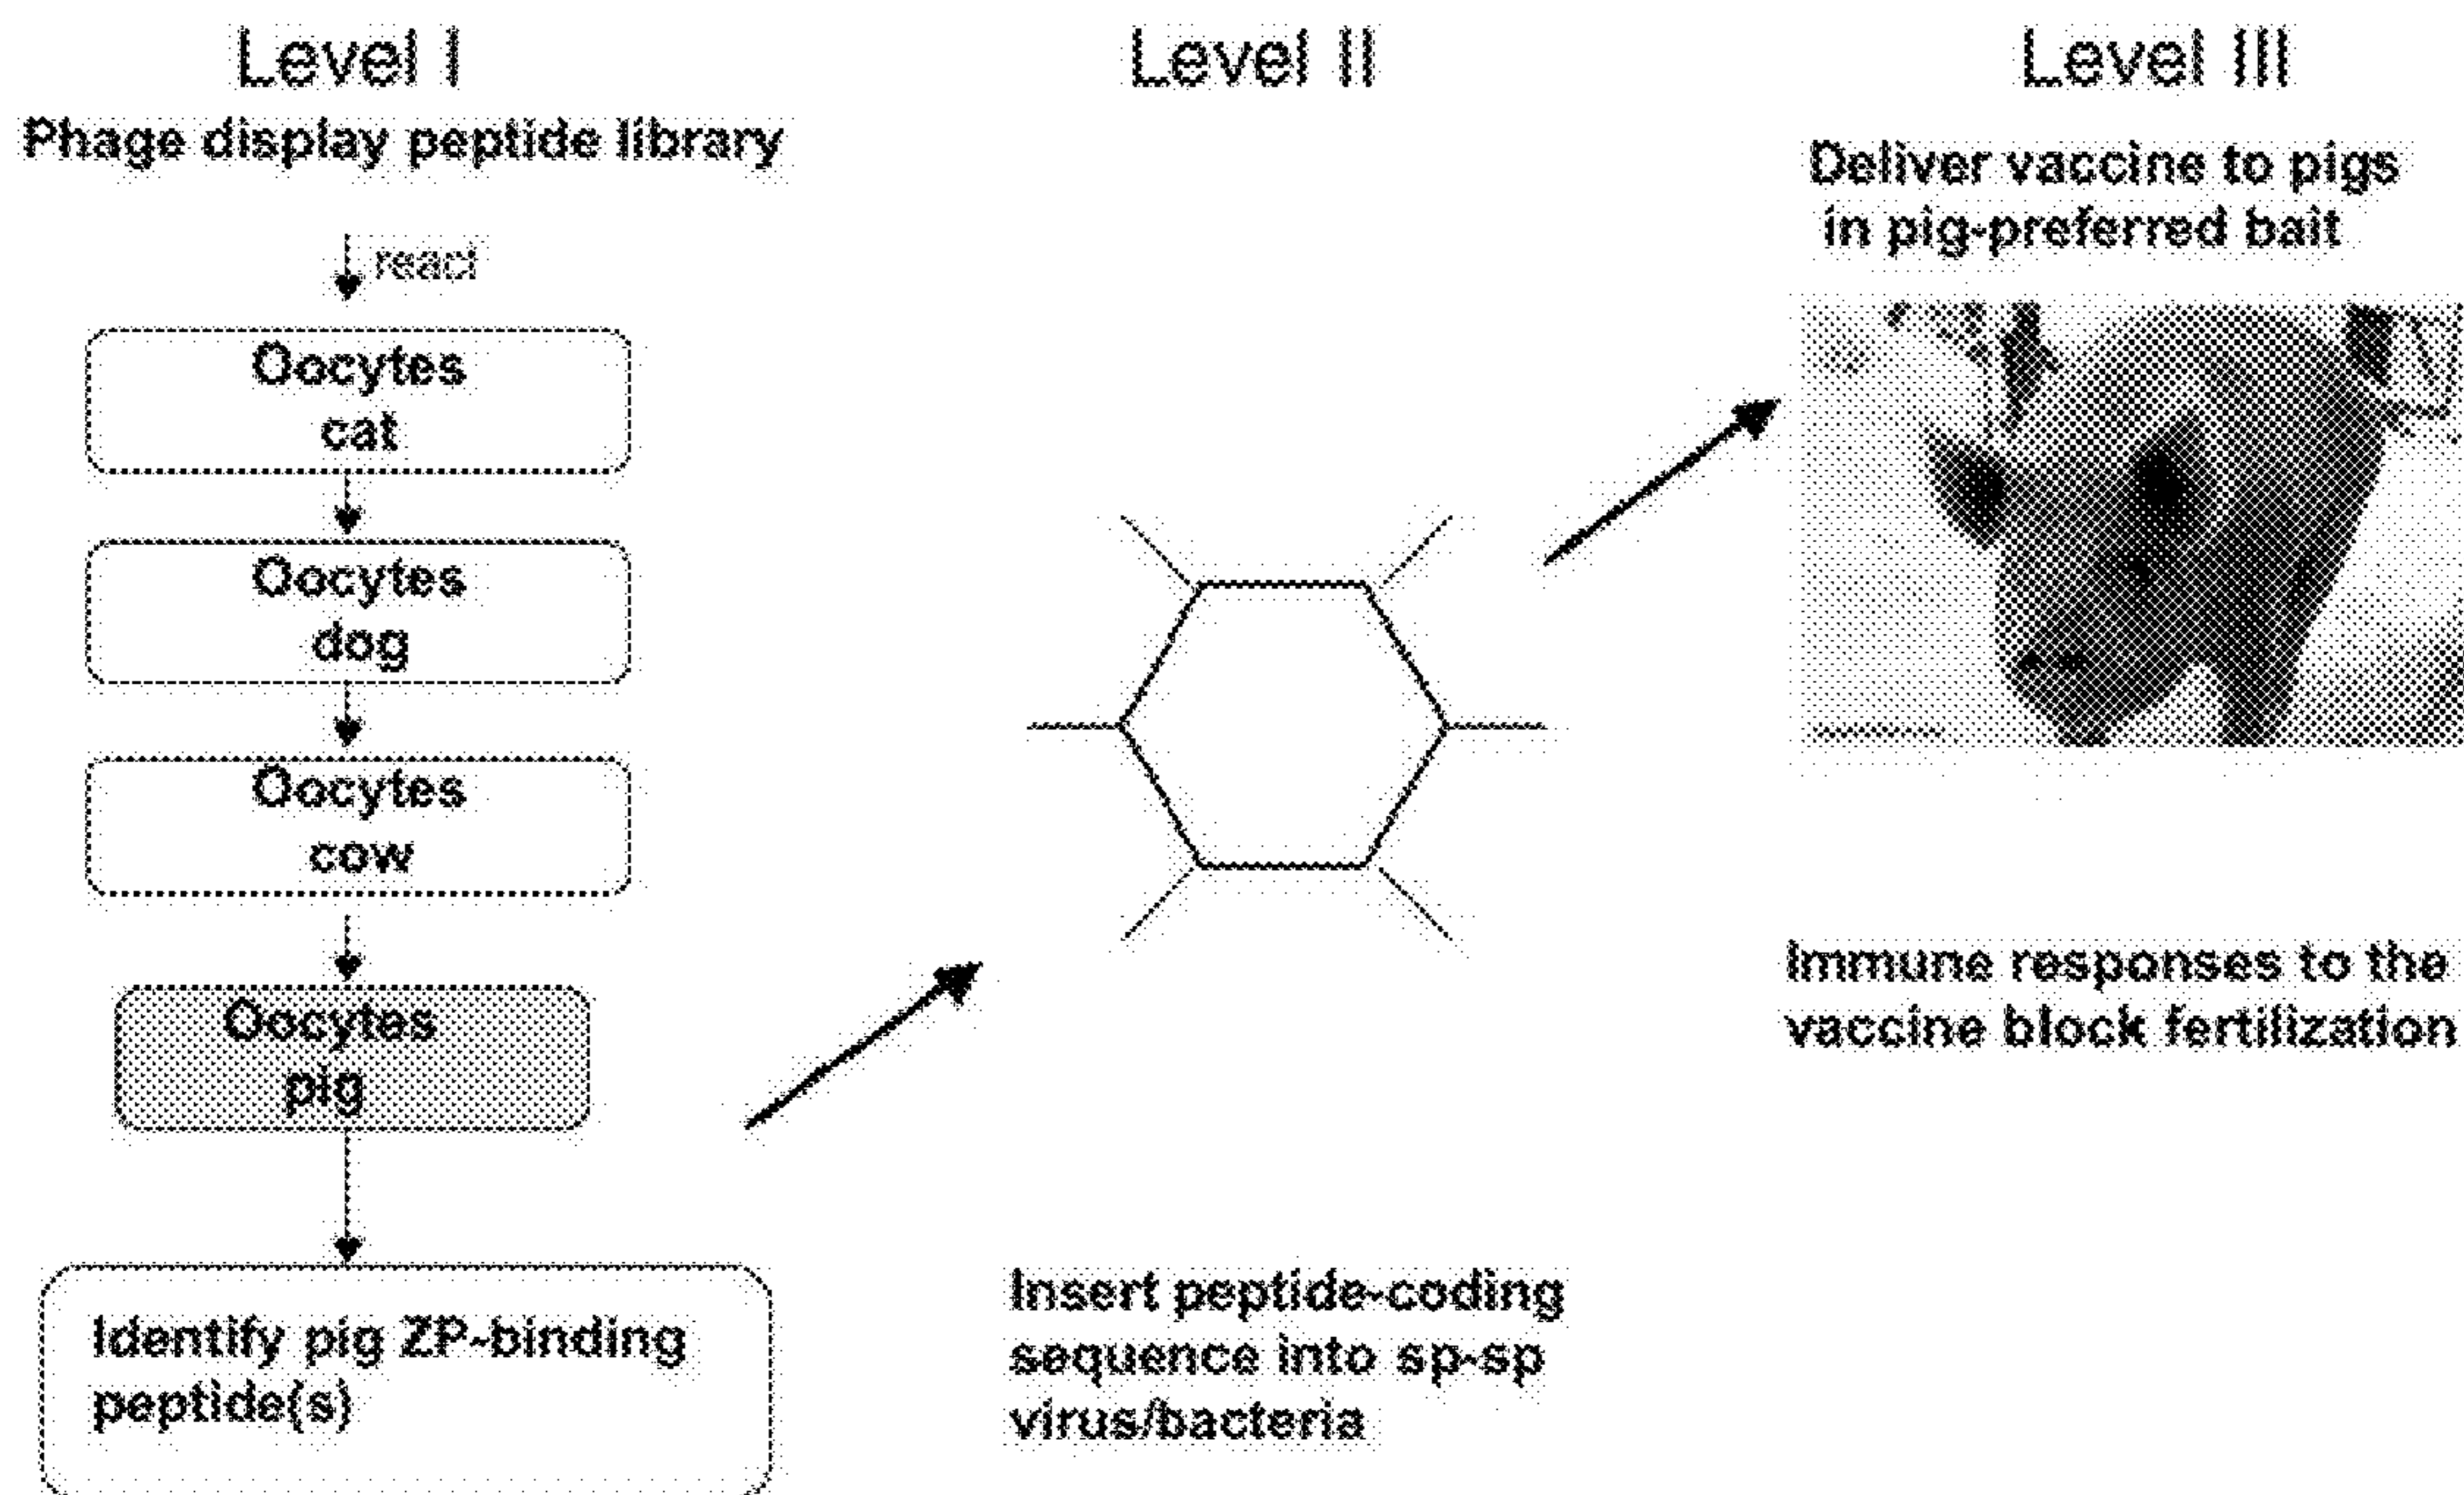 Level I
Phage display peptide library
react
Oocytes
cat
Oocytes
dog
Oocytes
cow
Oocytes
pig
Identify pig ZP-binding
peptide(s)
Level II
Insert peptide-coding
sequence into sp-sp
virus/bacteria
Level III
Deliver vaccine to pigs
in pig-preferred bait
Immune responses to the
vaccine block fertilization